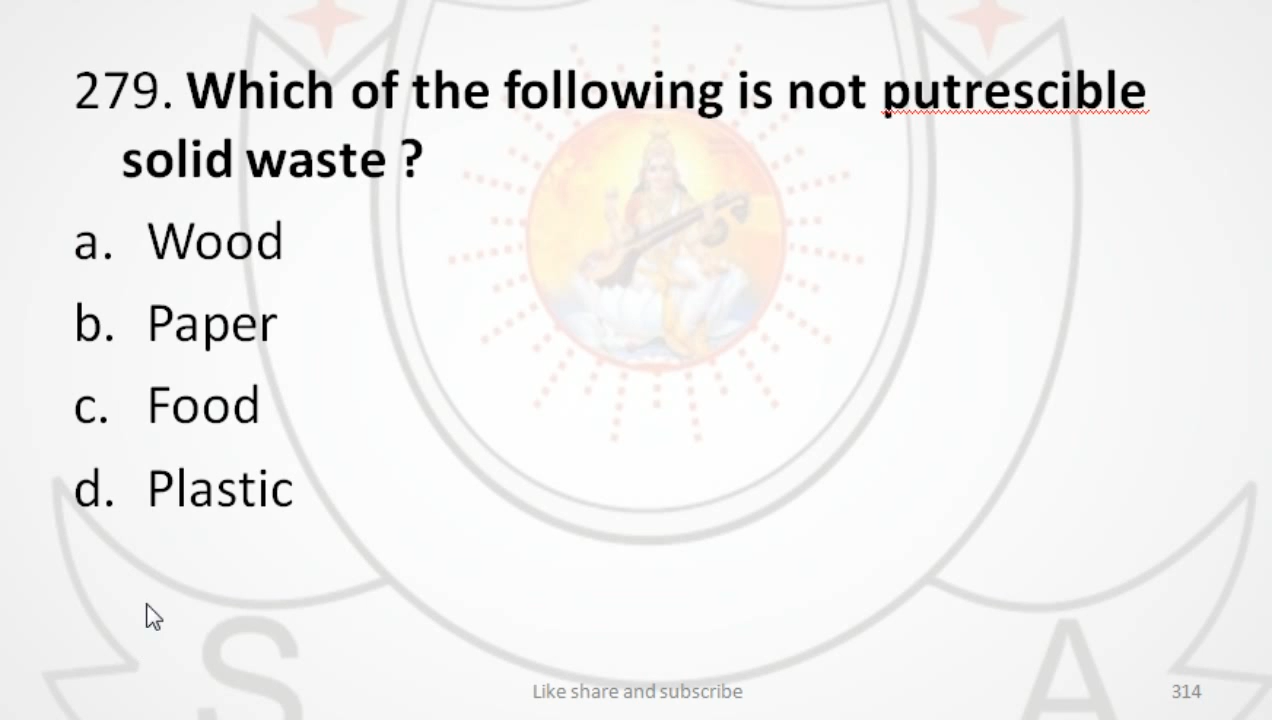 279. Which of the following is not putrescible
solid waste ?
a. Wood
b. Paper
c. Food
d. Plastic
S A
Like share and subscribe 314